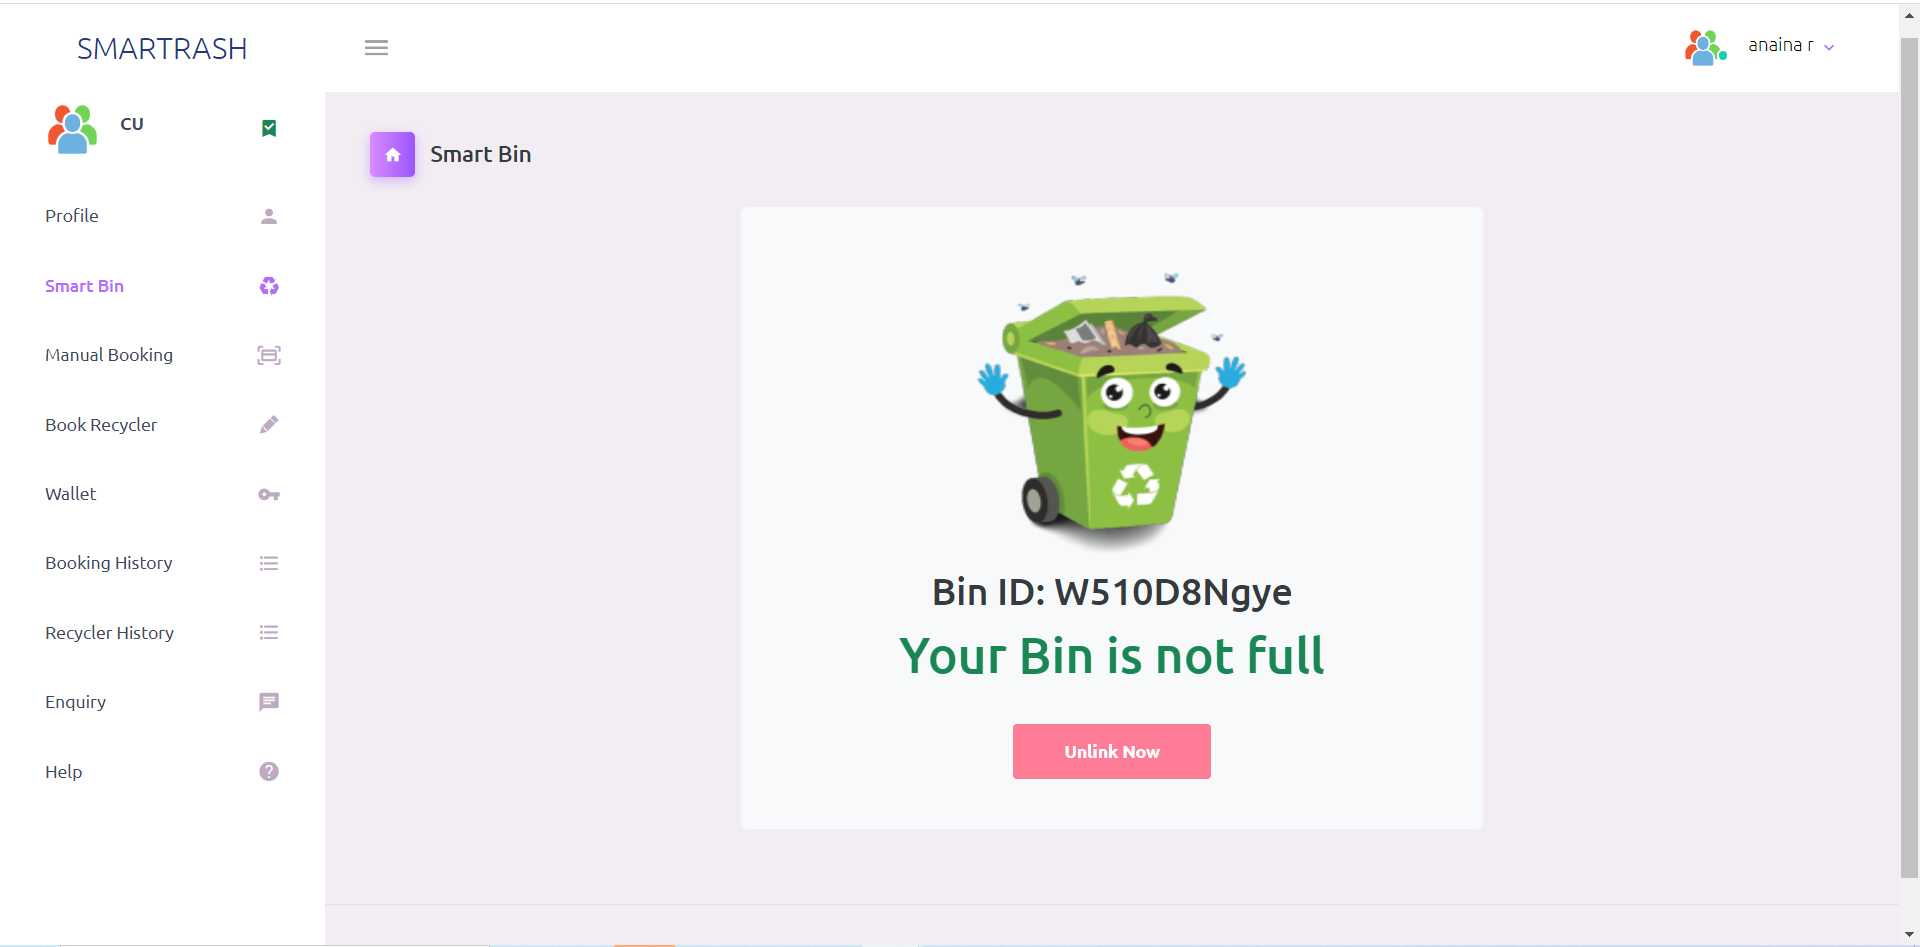 SMARTRASH
anaina r
CU
Profile
Smart Bin
Manual Booking
Book Recycler
Wallet
Booking History
Recycler History
Enquiry
Help
Smart Bin
Bin ID: W510D8Ngye
Your Bin is not full
Unlink Now